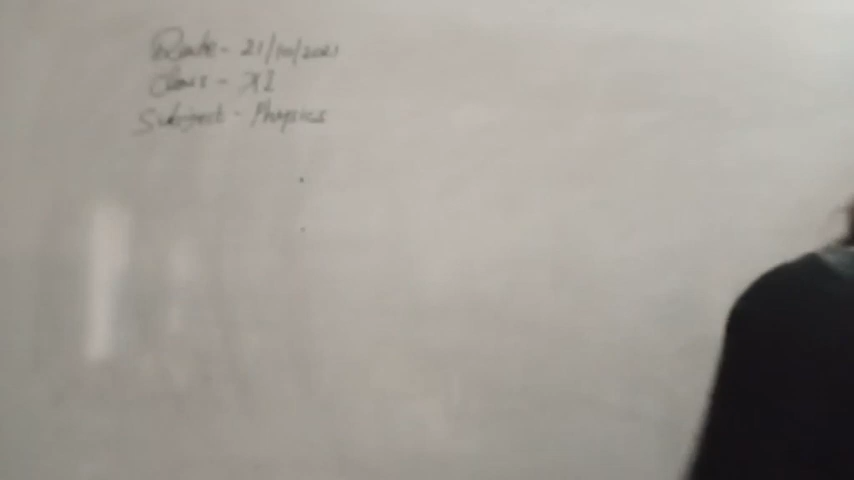 Date - 21/10/2021
Class - XI
Subject - Physics